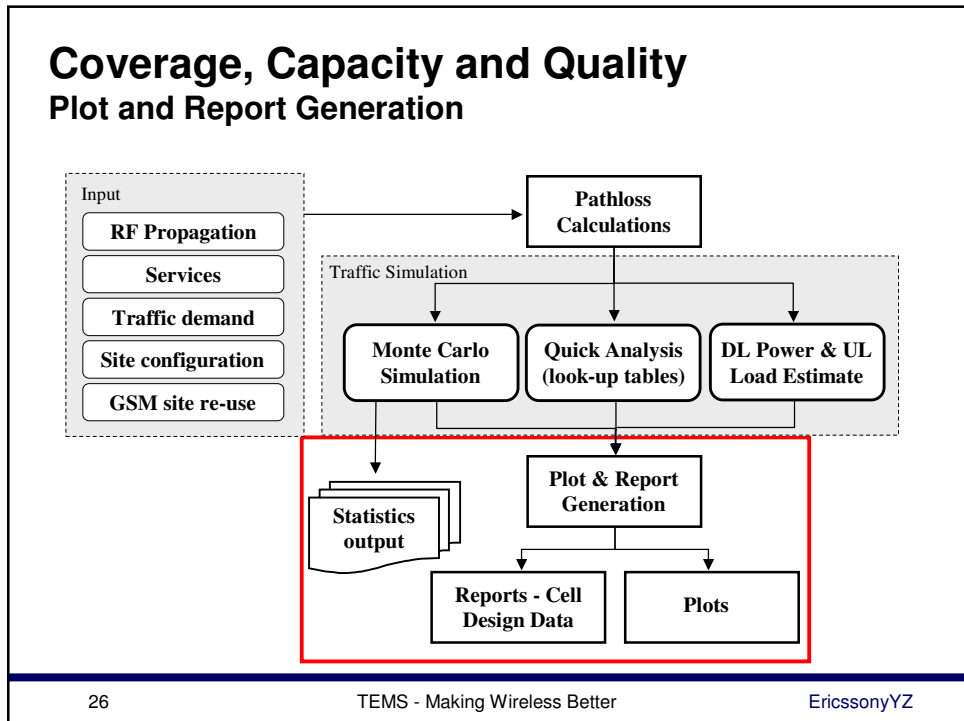 Coverage, Capacity and Quality
Plot and Report Generation
Input
RF Propagation
Services
Traffic demand
Site configuration
GSM site re-use
Pathloss
Calculations
Traffic Simulation
Monte Carlo
Simulation
Quick Analysis
(look-up tables)
DL Power & UL
Load Estimate
Statistics
output
Plot & Report
Generation
Reports - Cell
Design Data
Plots
26
TEMS - Making Wireless Better
EricssonyYZ